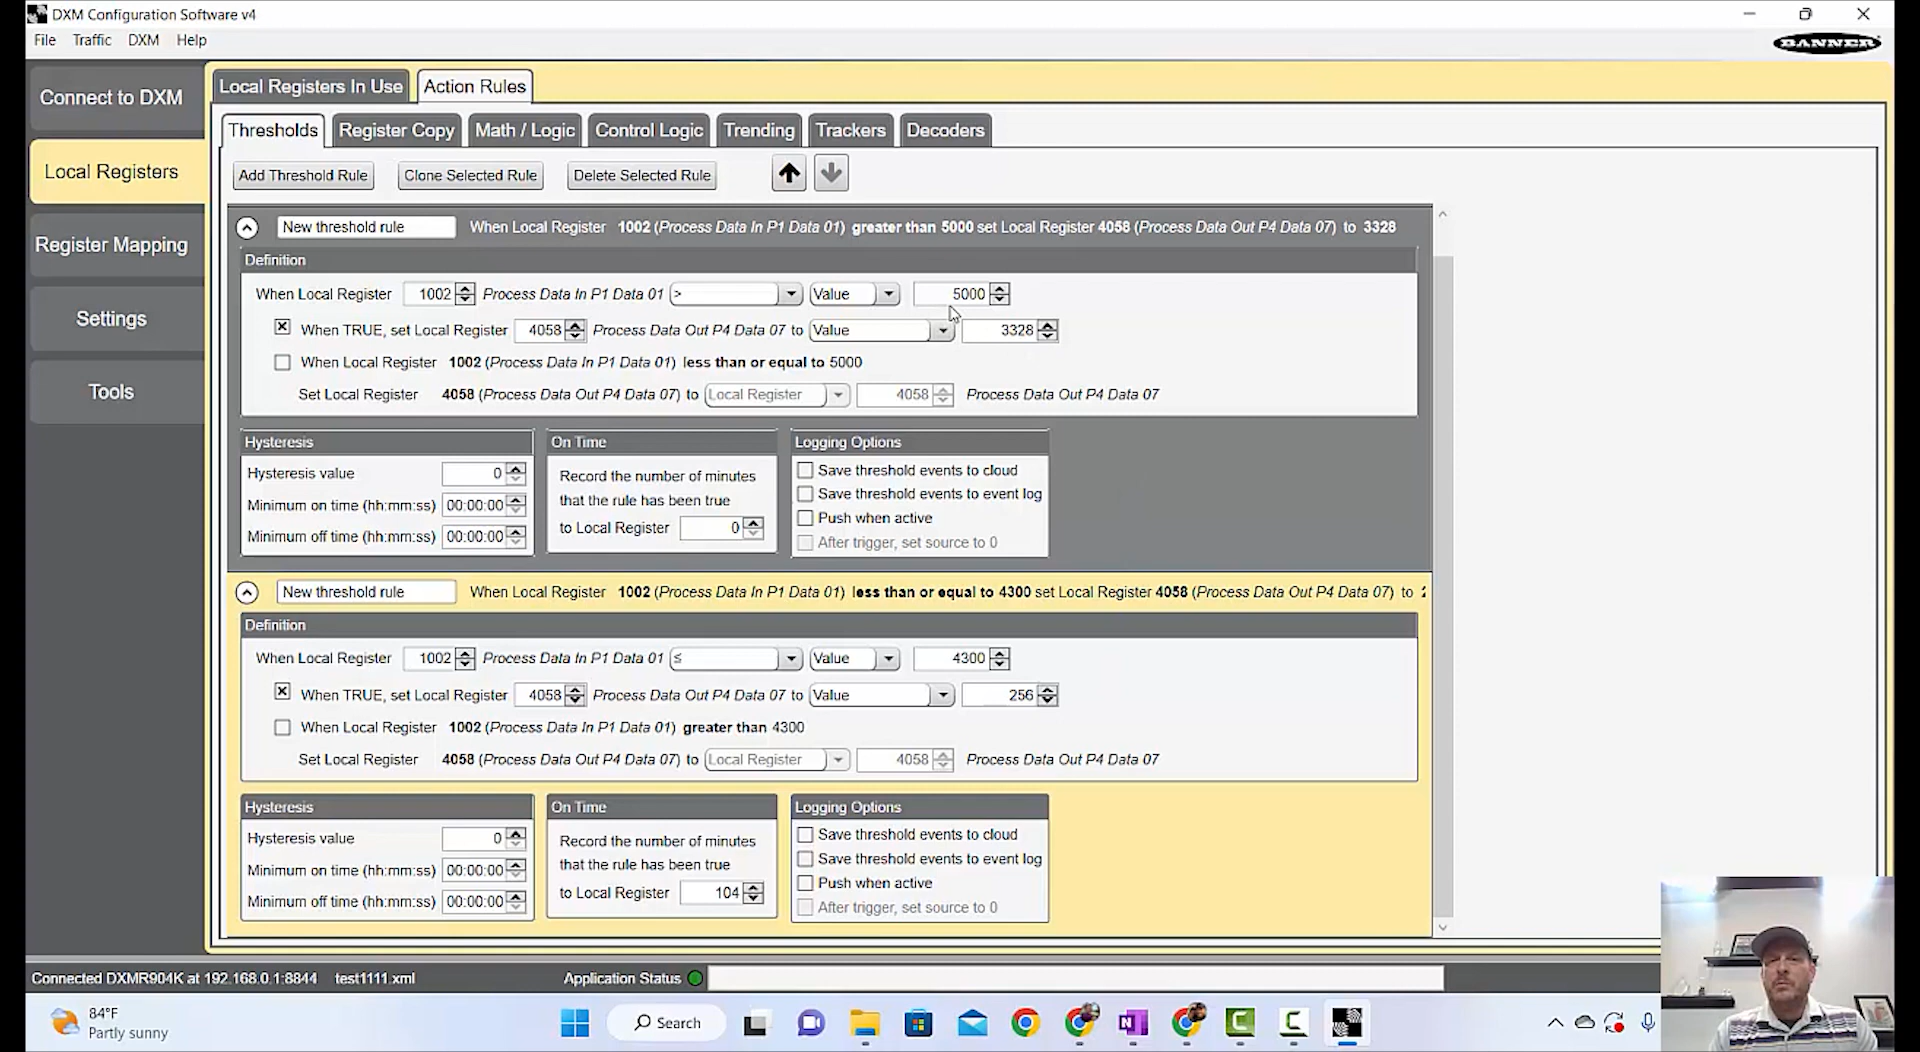 DXM Configuration Software v4
File Traffic DXM Help
BANNER
Connect to DXM
Local Registers
Register Mapping
Settings
Tools
Local Registers In Use Action Rules
Thresholds Register Copy Math / Logic Control Logic Trending Trackers Decoders
Add Threshold Rule Clone Selected Rule Delete Selected Rule
New threshold rule When Local Register 1002 (Process Data In P1 Data 01) greater than 5000 set Local Register 4058 (Process Data Out P4 Data 07) to 3328
Definition
When Local Register 1002 Process Data In P1 Data 01 > Value 5000
When TRUE, set Local Register 4058 Process Data Out P4 Data 07 to Value 3328
When Local Register 1002 (Process Data In P1 Data 01) less than or equal to 5000
Set Local Register 4058 (Process Data Out P4 Data 07) to Local Register 4058 Process Data Out P4 Data 07
Hysteresis
Hysteresis value 0
Minimum on time (hh:mm:ss) 00:00:00
Minimum off time (hh:mm:ss) 00:00:00
On Time
Record the number of minutes
that the rule has been true
to Local Register 0
Logging Options
Save threshold events to cloud
Save threshold events to event log
Push when active
After trigger, set source to 0
New threshold rule When Local Register 1002 (Process Data In P1 Data 01) less than or equal to 4300 set Local Register 4058 (Process Data Out P4 Data 07) to
Definition
When Local Register 1002 Process Data In P1 Data 01 ≤ Value 4300
When TRUE, set Local Register 4058 Process Data Out P4 Data 07 to Value 256
When Local Register 1002 (Process Data In P1 Data 01) greater than 4300
Set Local Register 4058 (Process Data Out P4 Data 07) to Local Register 4058 Process Data Out P4 Data 07
Hysteresis
Hysteresis value 0
Minimum on time (hh:mm:ss) 00:00:00
Minimum off time (hh:mm:ss) 00:00:00
On Time
Record the number of minutes
that the rule has been true
to Local Register 104
Logging Options
Save threshold events to cloud
Save threshold events to event log
Push when active
After trigger, set source to 0
Connected DXMR904K at 192.168.0.1:8844 test1111.xml Application Status
84°F
Partly sunny
Search